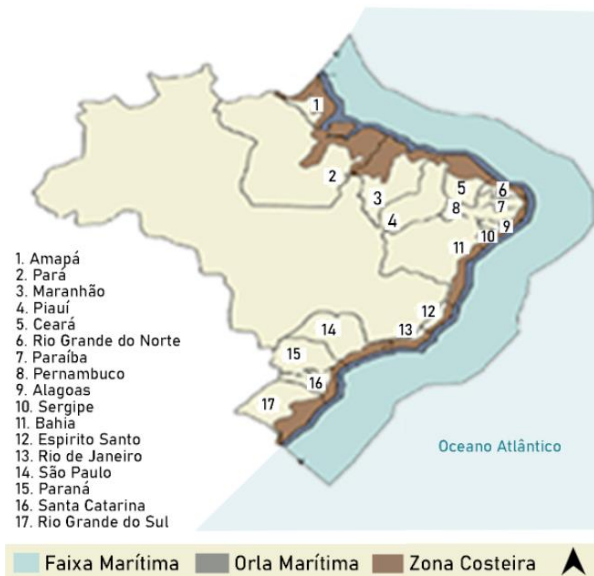 1
2
3
4
5
6
7
8
9
10
11
12
13
14
15
16
17
1. Amapá
2. Pará
3. Maranhão
4. Piauí
5. Ceará
6. Rio Grande do Norte
7. Paraíba
8. Pernambuco
9. Alagoas
10. Sergipe
11. Bahia
12. Espirito Santo
13. Rio de Janeiro
14. São Paulo
15. Paraná
16. Santa Catarina
17. Rio Grande do Sul
Oceano Atlântico
Faixa Marítima
Orla Marítima
Zona Costeira